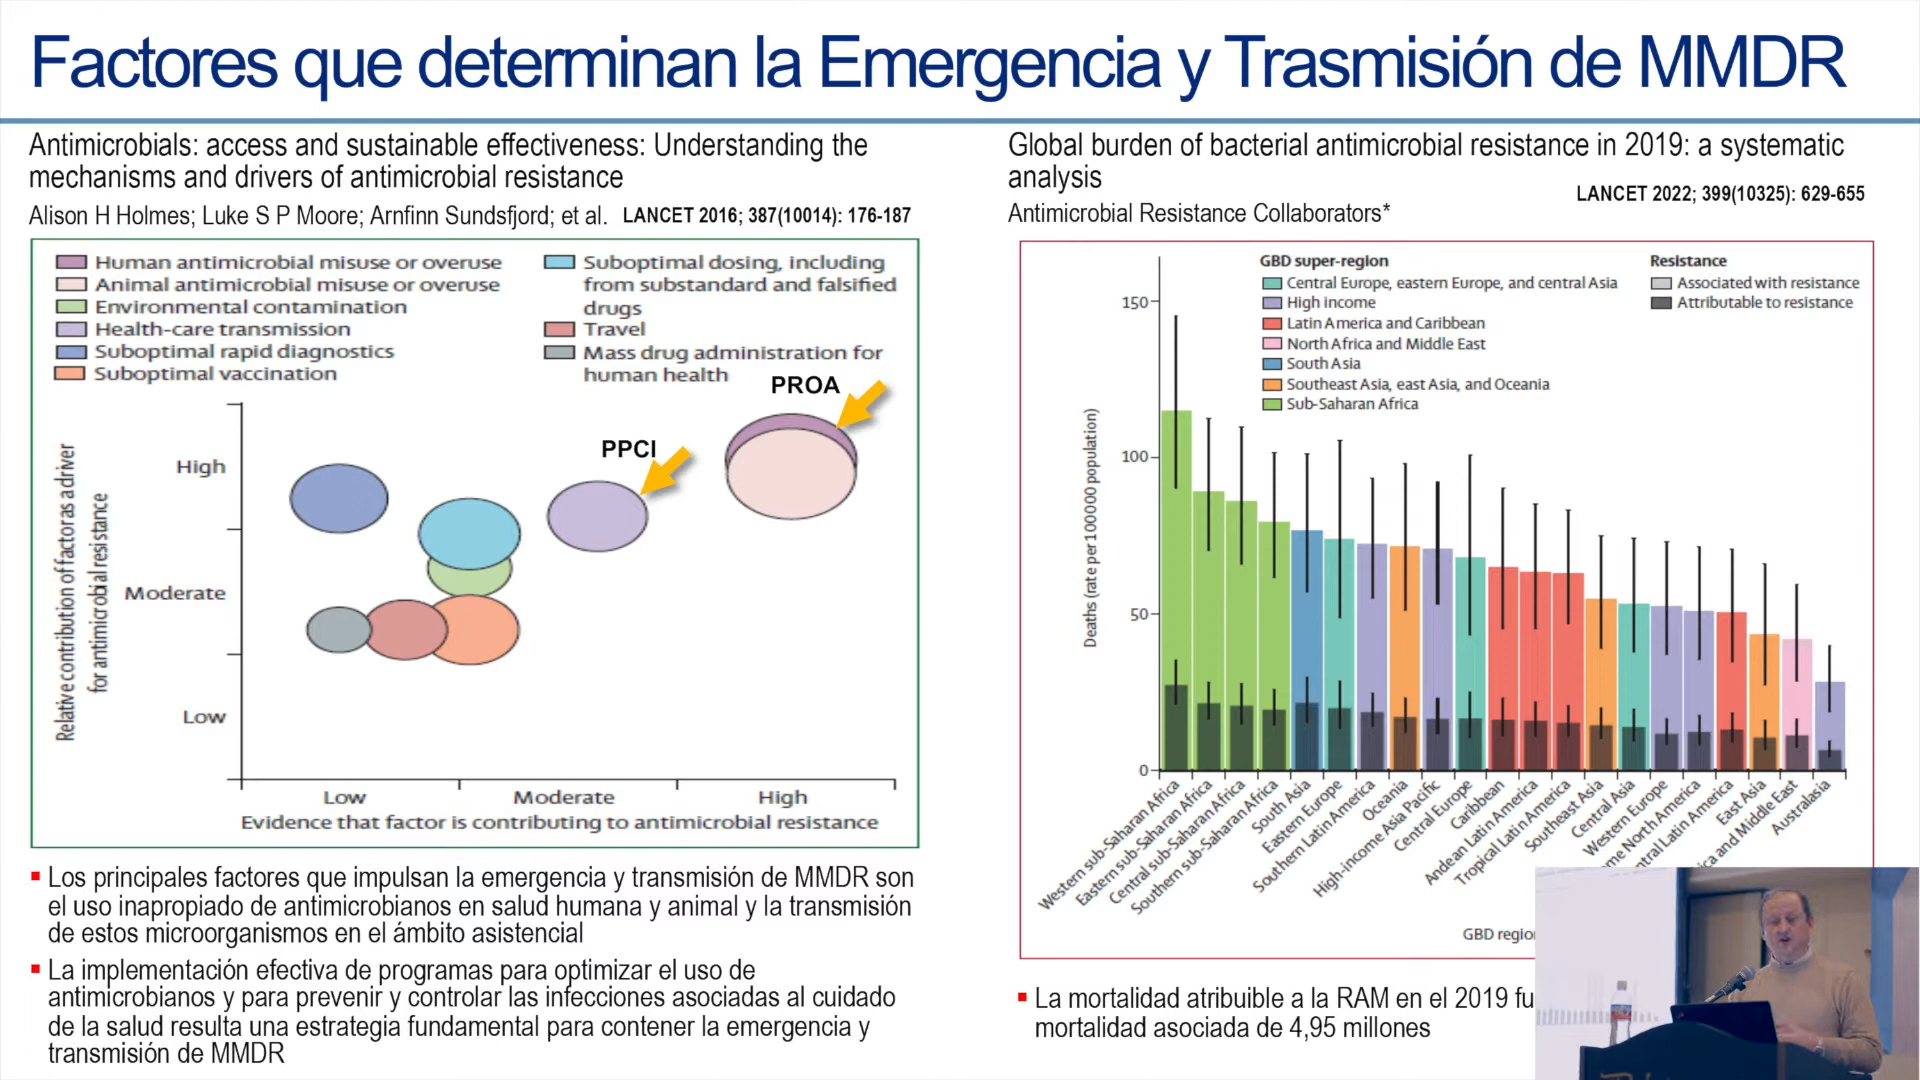 Factores que determinan la Emergencia y Trasmisión de MMDR
Antimicrobials: access and sustainable effectiveness: Understanding the
mechanisms and drivers of antimicrobial resistance
Alison H Holmes; Luke S P Moore; Arnfinn Sundsfjord; et al. LANCET 2016; 387(10014): 176-187
Human antimicrobial misuse or overuse
Animal antimicrobial misuse or overuse
Environmental contamination
Health-care transmission
Suboptimal rapid diagnostics
Suboptimal vaccination
Suboptimal dosing, including
from substandard and falsified
drugs
Travel
Mass drug administration for
human health
PROA
PPCI
Relative contribution of factor as a driver
for antimicrobial resistance
High
Moderate
Low
Low Moderate High
Evidence that factor is contributing to antimicrobial resistance
Los principales factores que impulsan la emergencia y transmisión de MMDR son
el uso inapropiado de antimicrobianos en salud humana y animal y la transmisión
de estos microorganismos en el ámbito asistencial
La implementación efectiva de programas para optimizar el uso de
antimicrobianos y para prevenir y controlar las infecciones asociadas al cuidado
de la salud resulta una estrategia fundamental para contener la emergencia y
transmisión de MMDR
Global burden of bacterial antimicrobial resistance in 2019: a systematic
analysis
LANCET 2022; 399(10325): 629-655
Antimicrobial Resistance Collaborators*
GBD super-region
Central Europe, eastern Europe, and central Asia
High income
Latin America and Caribbean
North Africa and Middle East
South Asia
Southeast Asia, east Asia, and Oceania
Sub-Saharan Africa
Resistance
Associated with resistance
Attributable to resistance
Deaths (rate per 100 000 population)
150
100
50
0
Western sub-Saharan Africa
Eastern sub-Saharan Africa
Central sub-Saharan Africa
Southern sub-Saharan Africa
South Asia
Eastern Europe
Southern Latin America
Oceania
High-income Asia Pacific
Central Europe
Caribbean
Andean Latin America
Tropical Latin America
Southeast Asia
Central Asia
Western Europe
North America
Latin America
East Asia
and Middle East
Australasia
GBD
La mortalidad atribuible a la RAM en el 2019
mortalidad asociada de 4,95 millones